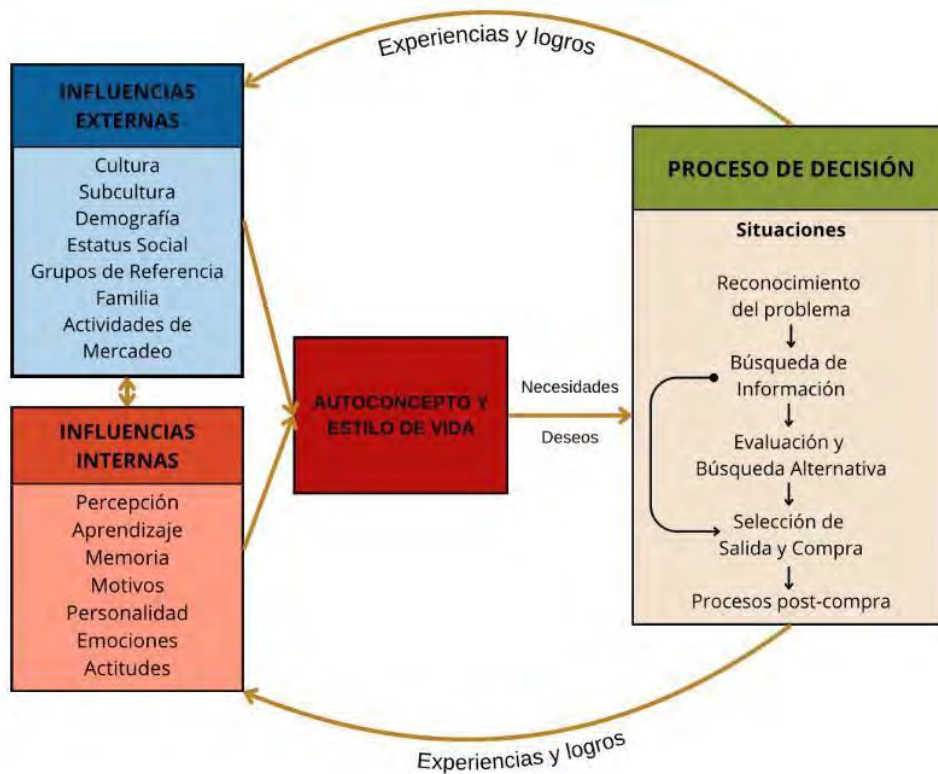 Experiencias y logros
INFLUENCIAS
EXTERNAS
Cultura
Subcultura
Demografía
Estatus Social
Grupos de Referencia
Familia
Actividades de
Mercadeo
INFLUENCIAS
INTERNAS
Percepción
Aprendizaje
Memoria
Motivos
Personalidad
Emociones
Actitudes
AUTOCONCEPTO Y
ESTILO DE VIDA
Necesidades
Deseos
PROCESO DE DECISIÓN
Situaciones
Reconocimiento
del problema
Búsqueda de
Información
Evaluación y
Búsqueda Alternativa
Selección de
Salida y Compra
Procesos post-compra
Experiencias y logros